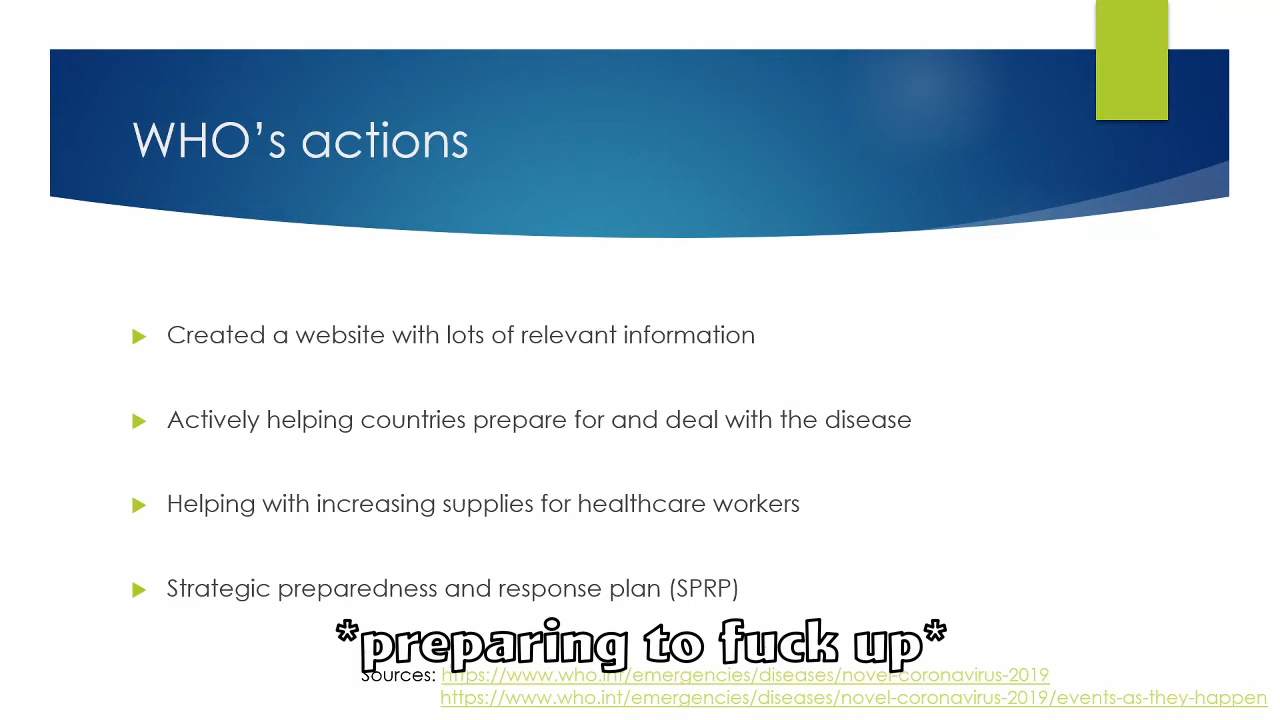 WHO's actions
Created a website with lots of relevant information
Actively helping countries prepare for and deal with the disease
Helping with increasing supplies for healthcare workers
Strategic preparedness and response plan (SPRP)
*preparing to fuck up*
Sources: https://www.who.int/emergencies/diseases/novel-coronavirus-2019
https://www.who.int/emergencies/diseases/novel-coronavirus-2019/events-as-they-happen